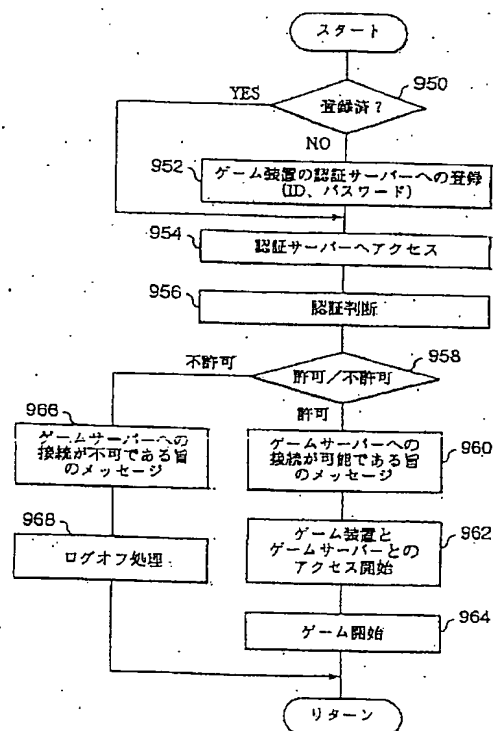 スタート
950
YES
登録済?
NO
952
ゲーム装置の認証サーバーへの登録
(ID、パスワード)
954
認証サーバーへアクセス
956
認証判断
958
不許可
許可/不許可
966
許可
ゲームサーバーへの
接続が不可である旨
のメッセージ
ゲームサーバーへの
接続が可能である旨
のメッセージ
960
968
ログオフ処理
ゲーム装置と
ゲームサーバーとの
アクセス開始
962
ゲーム開始
964
リターン